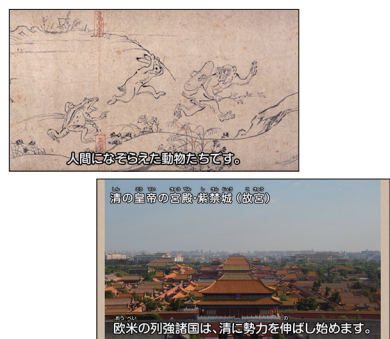 人間になぞらえた動物たちです。
清の皇帝の宮殿・紫禁城（故宮）
欧米の列強諸国は、清に勢力を伸ばし始めます。